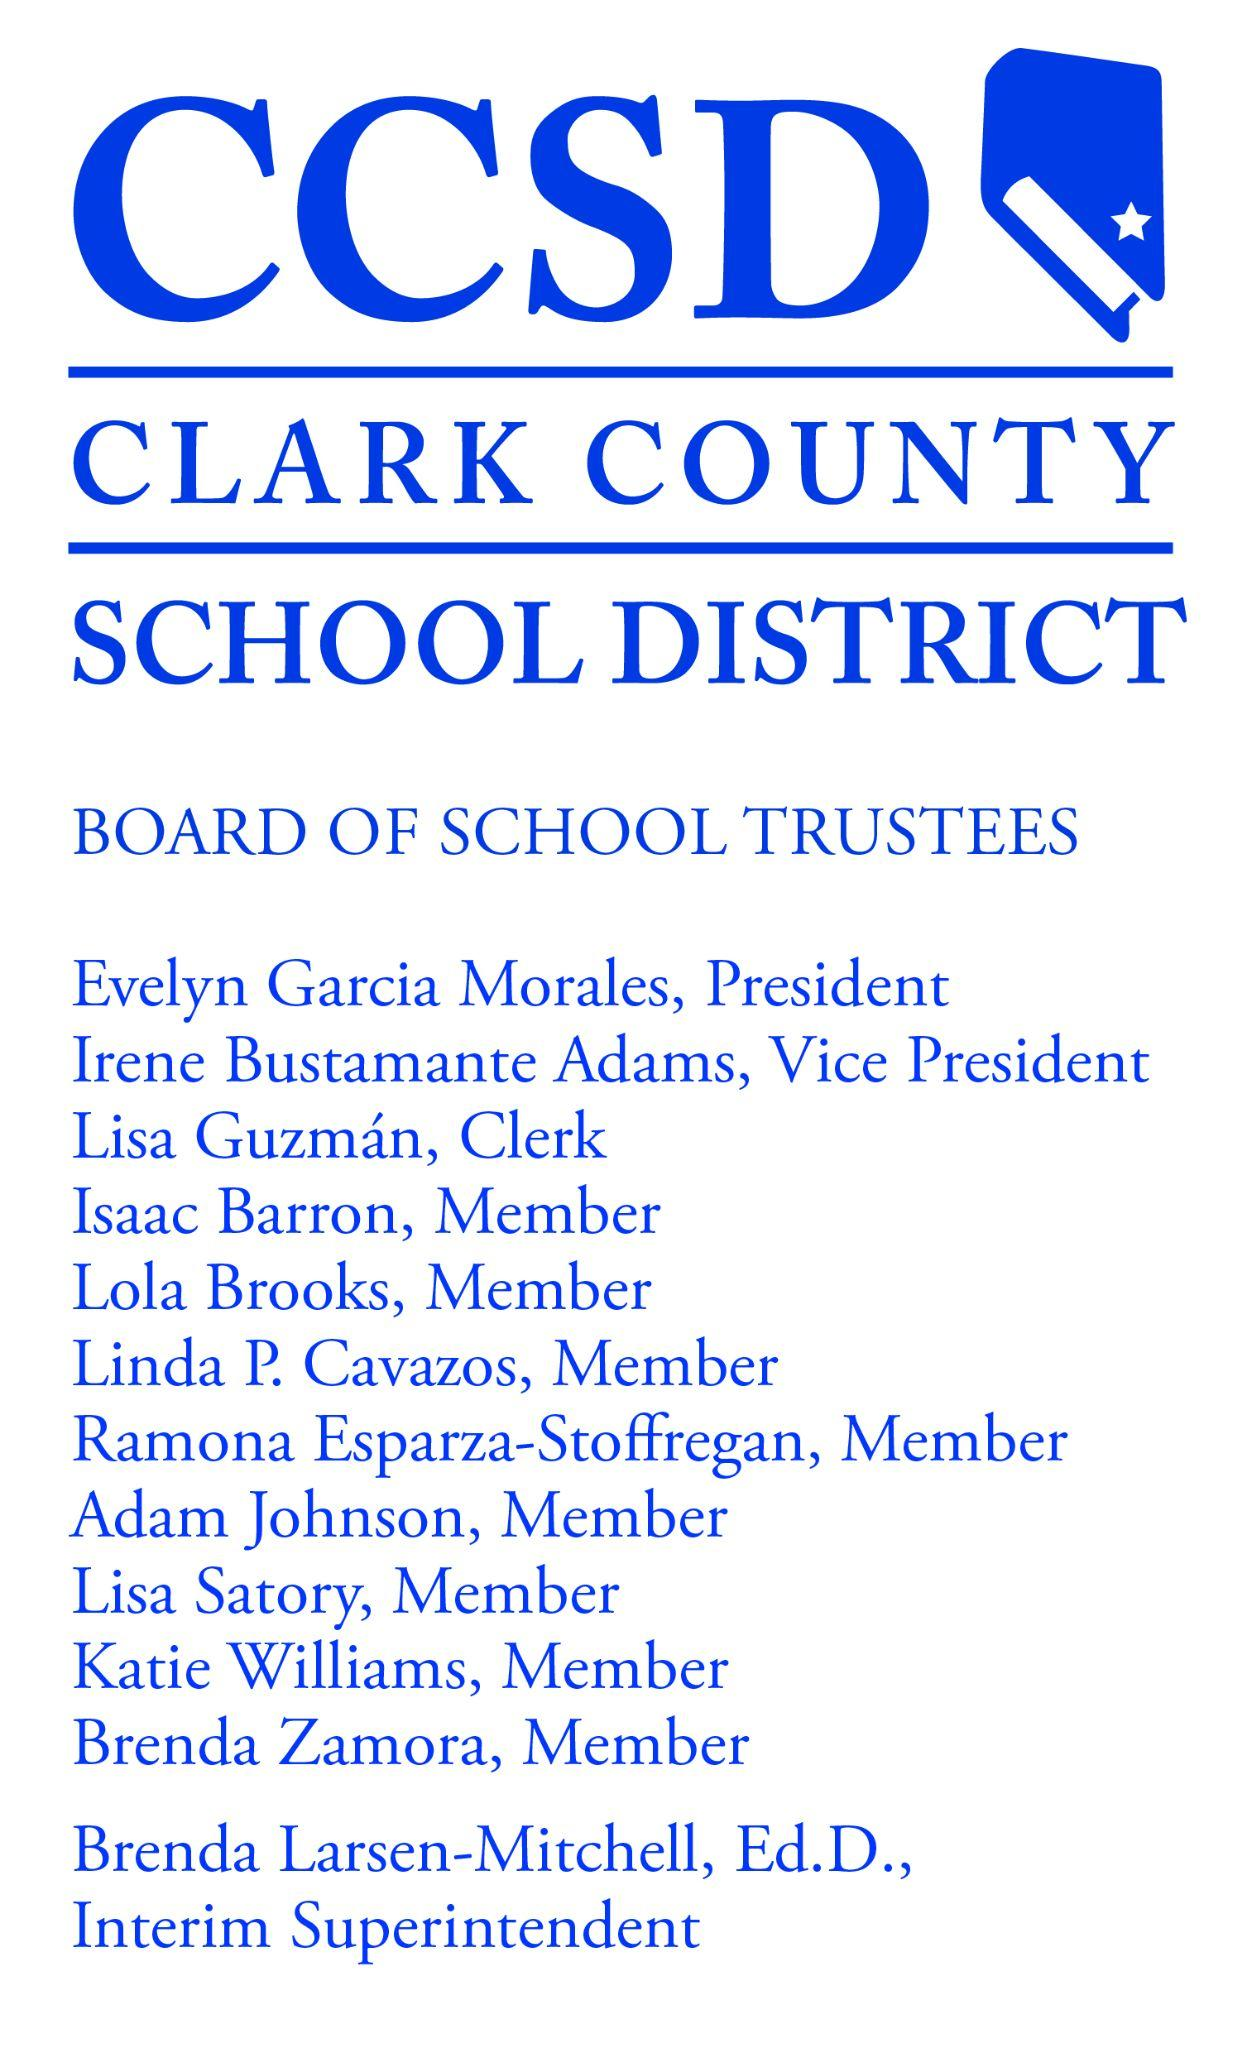 CCSD
CLARK COUNTY
SCHOOL DISTRICT
BOARD OF SCHOOL TRUSTEES
Evelyn Garcia Morales, President
Irene Bustamante Adams, Vice President
Lisa Guzmán, Clerk
Isaac Barron, Member
Lola Brooks, Member
Linda P. Cavazos, Member
Ramona Esparza-Stoffregan, Member
Adam Johnson, Member
Lisa Satory, Member
Katie Williams, Member
Brenda Zamora, Member
Brenda Larsen-Mitchell, Ed.D.,
Interim Superintendent